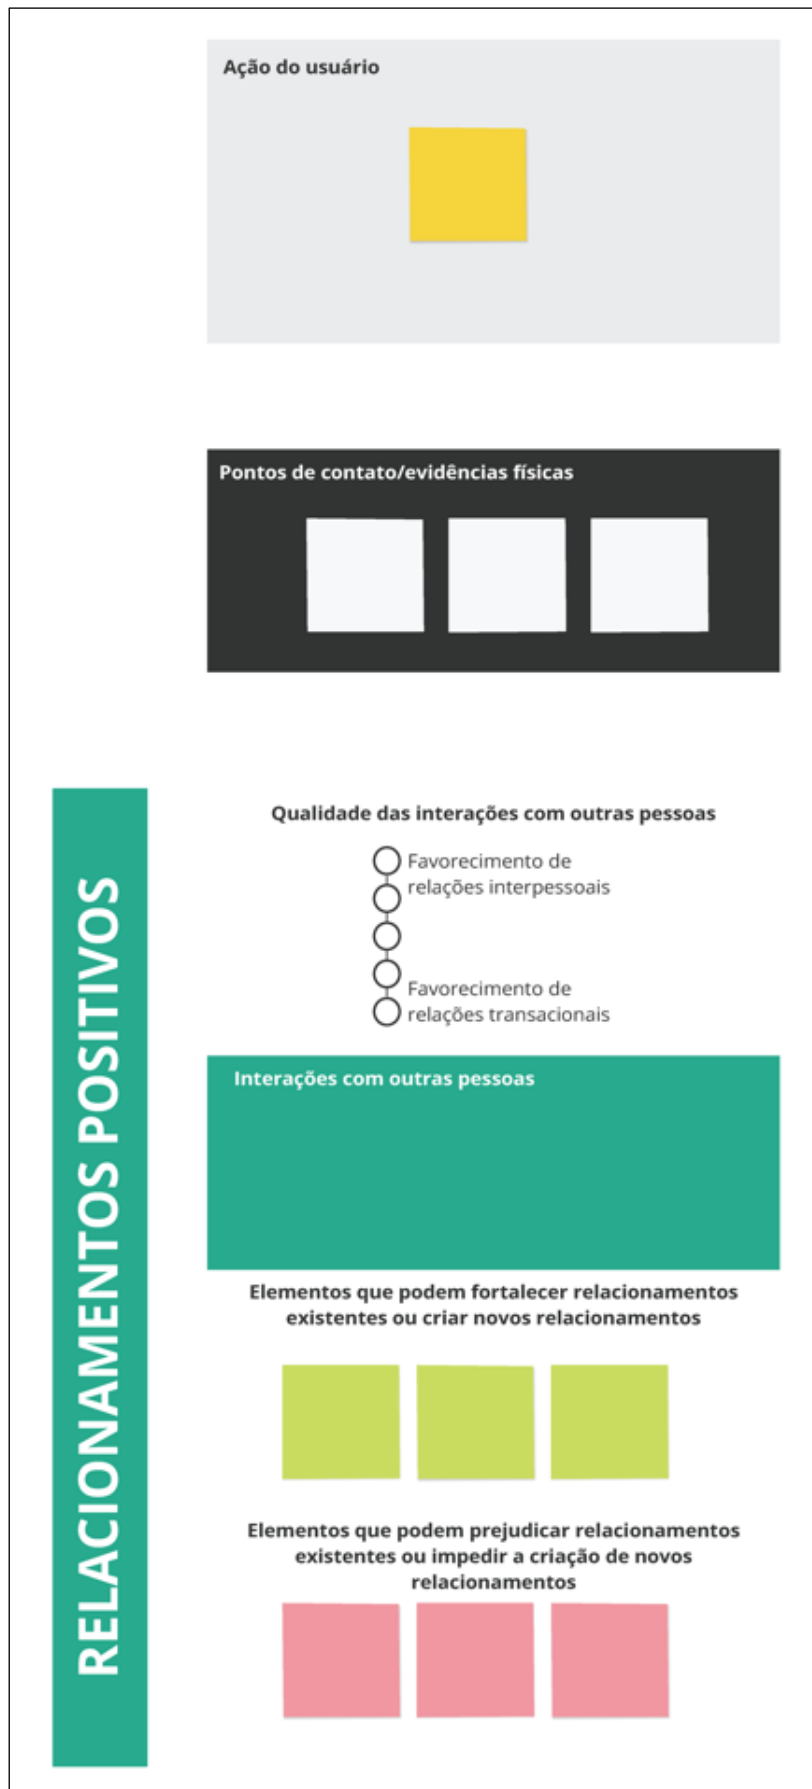 Ação do usuário
Pontos de contato/evidências físicas
RELACIONAMENTOS POSITIVOS
Qualidade das interações com outras pessoas
Favorecimento de
relações interpessoais
Favorecimento de
relações transacionais
Interações com outras pessoas
Elementos que podem fortalecer relacionamentos
existentes ou criar novos relacionamentos
Elementos que podem prejudicar relacionamentos
existentes ou impedir a criação de novos
relacionamentos